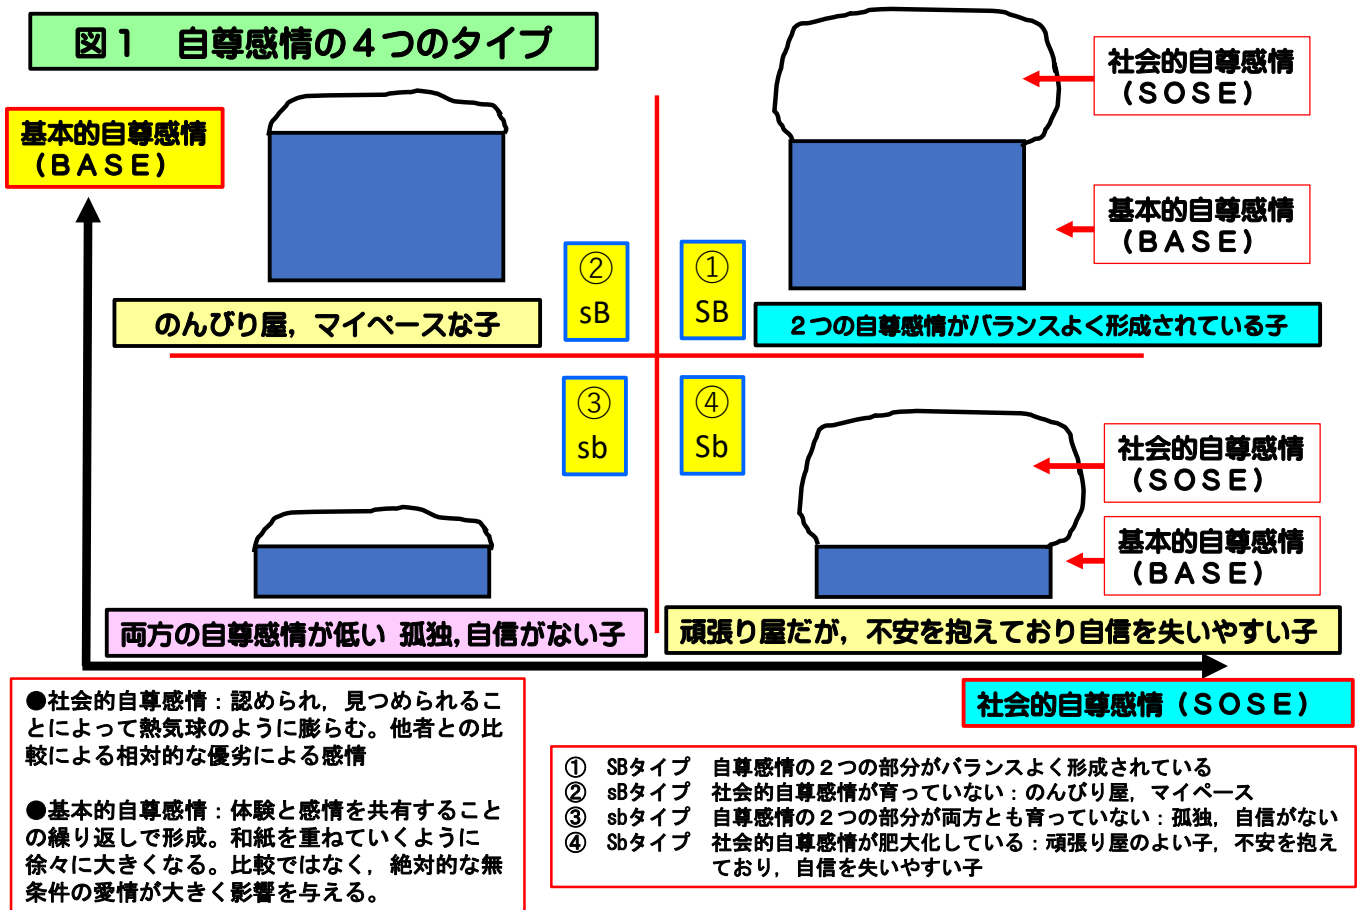 図１　自尊感情の４つのタイプ
基本的自尊感情
（ＢＡＳＥ）
社会的自尊感情
（ＳＯＳＥ）
基本的自尊感情
（ＢＡＳＥ）
②
sB
①
SB
のんびり屋，マイペースな子
２つの自尊感情がバランスよく形成されている子
③
sb
④
Sb
社会的自尊感情
（ＳＯＳＥ）
基本的自尊感情
（ＢＡＳＥ）
両方の自尊感情が低い 孤独，自信がない子
頑張り屋だが，不安を抱えており自信を失いやすい子
社会的自尊感情（ＳＯＳＥ）
●社会的自尊感情：認められ，見つめられるこ
とによって熱気球のように膨らむ。他者との比
較による相対的な優劣による感情
●基本的自尊感情：体験と感情を共有すること
の繰り返しで形成。和紙を重ねていくように
徐々に大きくなる。比較ではなく，絶対的な無
条件の愛情が大きく影響を与える。
①　SBタイプ　自尊感情の２つの部分がバランスよく形成されている
②　sBタイプ　社会的自尊感情が育っていない：のんびり屋，マイペース
③　sbタイプ　自尊感情の２つの部分が両方とも育っていない：孤独，自信がない
④　Sbタイプ　社会的自尊感情が肥大化している：頑張り屋のよい子，不安を抱え
ており，自信を失いやすい子